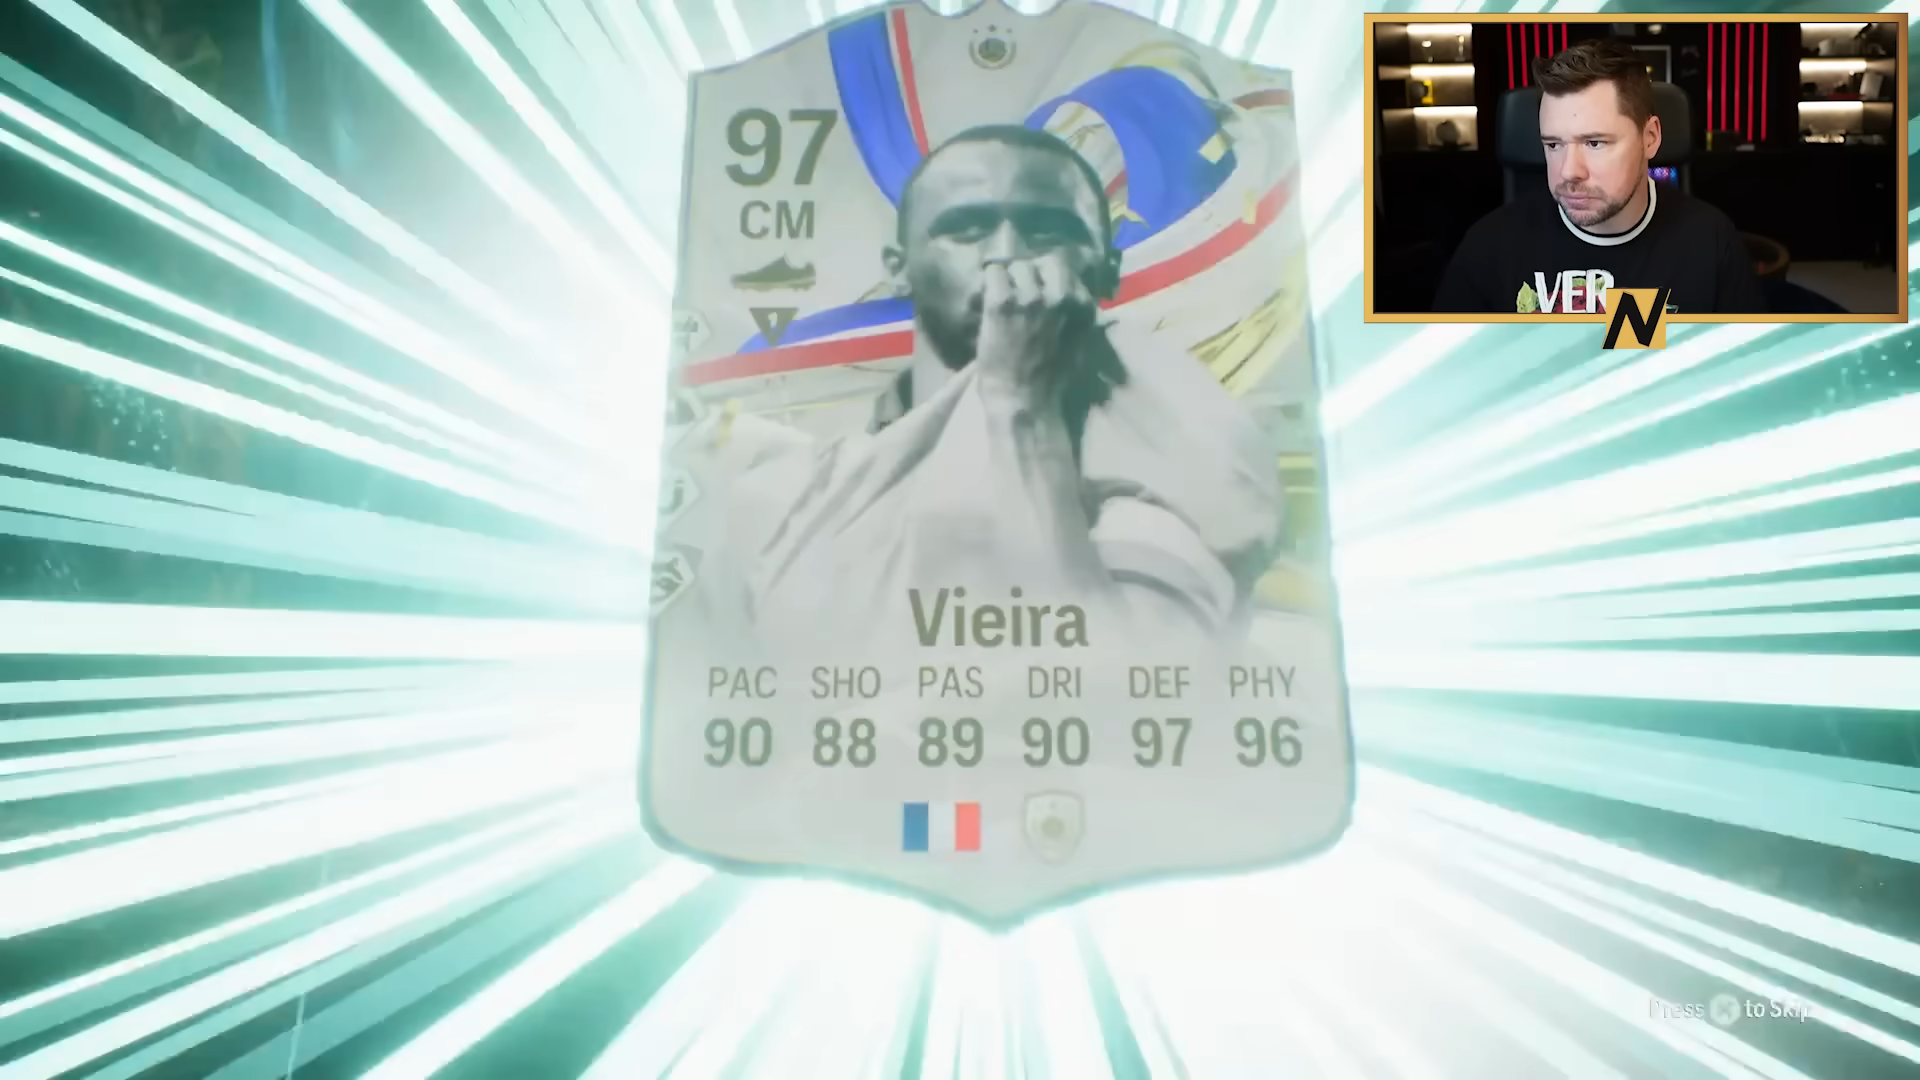 97
CM
Vieira
PAC SHO PAS DRI DEF PHY
90 88 89 90 97 96
VER
N
Press X to Skip